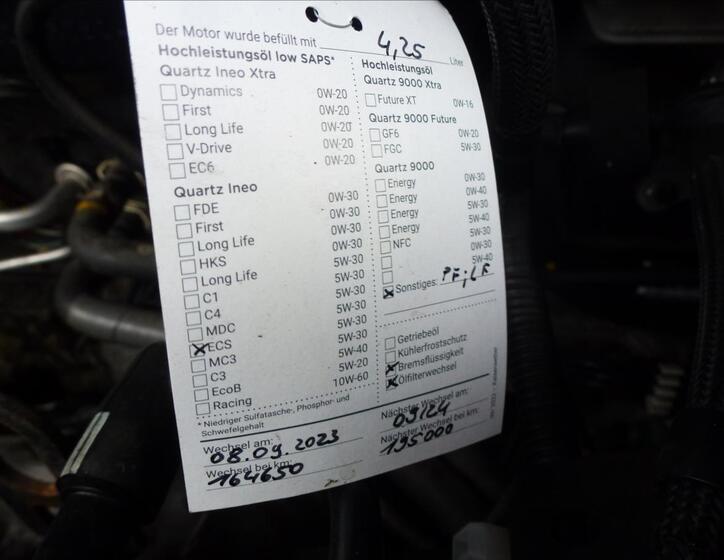 Der Motor wurde befüllt mit 4,25 Liter
Hochleistungsöl low SAPS*
Quartz Ineo Xtra
Dynamics 0W-20
First 0W-20
Long Life 0W-20
V-Drive 0W-20
EC6 0W-20
Quartz Ineo
FDE 0W-30
First 0W-30
Long Life 0W-30
HKS 5W-30
Long Life 5W-30
C1 5W-30
C4 5W-30
MDC 5W-30
ECS 5W-30
MC3 5W-40
C3 5W-20
EcoB 10W-60
Racing
* Niedriger Sulfatasche-, Phosphor- und
Schwefelgehalt
Wechsel am:
08.09.2023
Wechsel bei km:
164650
Hochleistungsöl
Quartz 9000 Xtra
Future XT 0W-16
Quartz 9000 Future
GF6 0W-20
FGC 5W-30
Quartz 9000
Energy 0W-30
Energy 0W-40
Energy 5W-30
Energy 5W-40
NFC 5W-30
0W-30
5W-40
Sonstiges: PF; LF
Getriebeöl
Kühlerfrostschutz
Bremsflüssigkeit
Ölfilterwechsel
Nächster Wechsel am:
09/24
Nächster Wechsel bei km:
195000